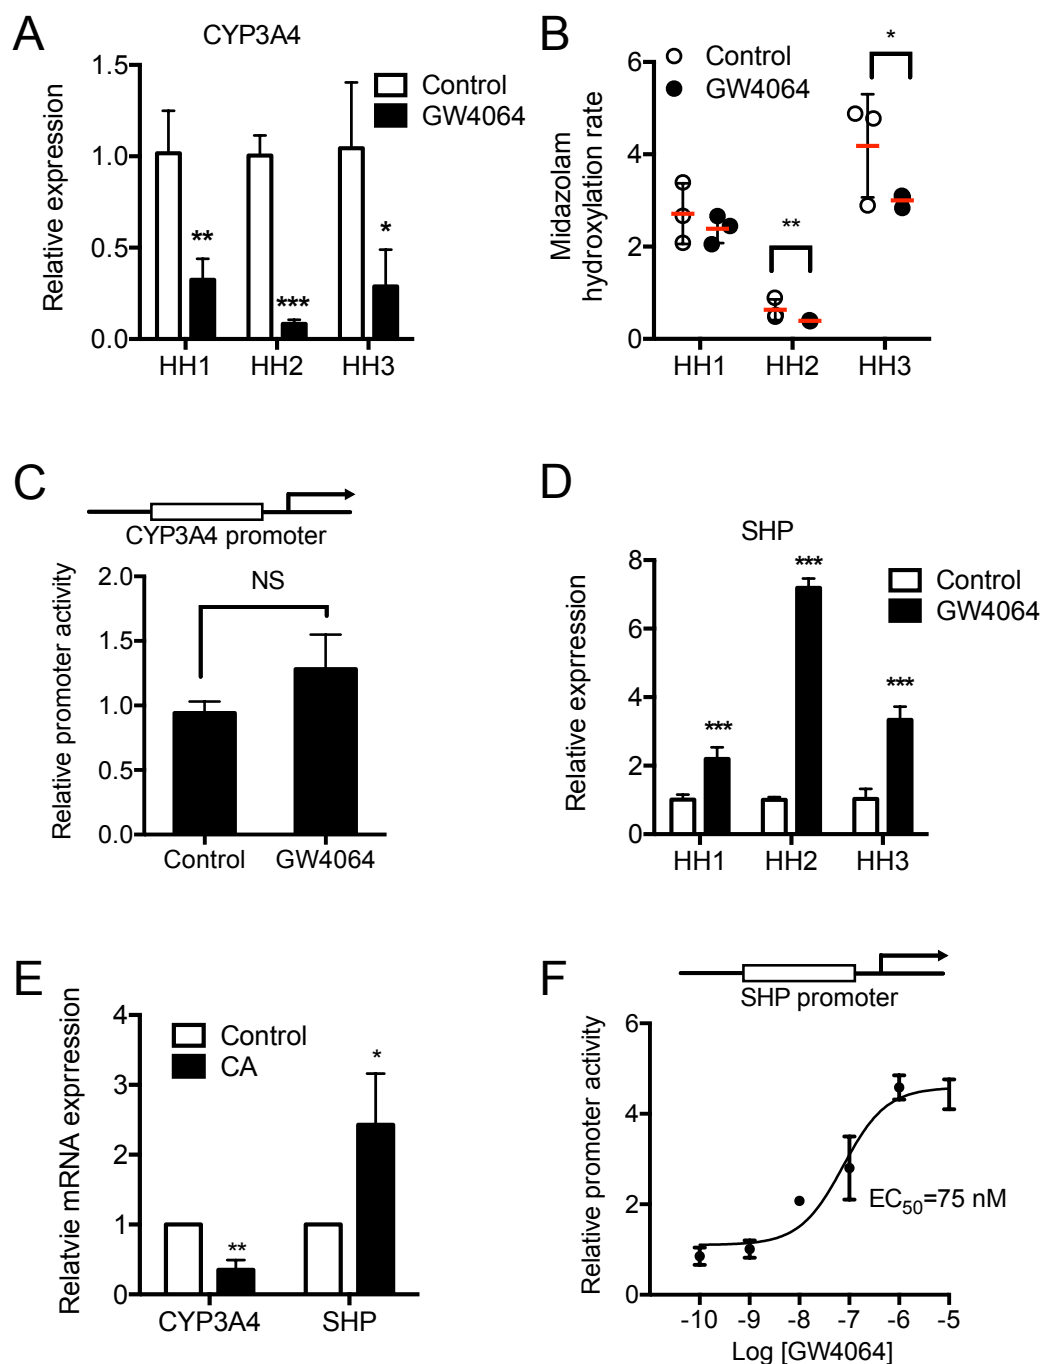 A
CYP3A4
Relative expression
1.5
1.0
0.5
0.0
Control
GW4064
**
***
*
HH1 HH2 HH3
B
Midazolam
hydroxylation rate
6
4
2
0
Control
GW4064
**
*
HH1 HH2 HH3
C
CYP3A4 promoter
Relative promoter activity
2.0
1.5
1.0
0.5
0.0
NS
Control GW4064
D
SHP
Relative exprression
8
6
4
2
0
Control
GW4064
***
***
***
HH1 HH2 HH3
E
Relatvie mRNA exprression
4
3
2
1
0
Control
CA
**
*
CYP3A4 SHP
F
SHP promoter
Relative promoter activity
6
4
2
0
EC50=75 nM
-10 -9 -8 -7 -6 -5
Log [GW4064]